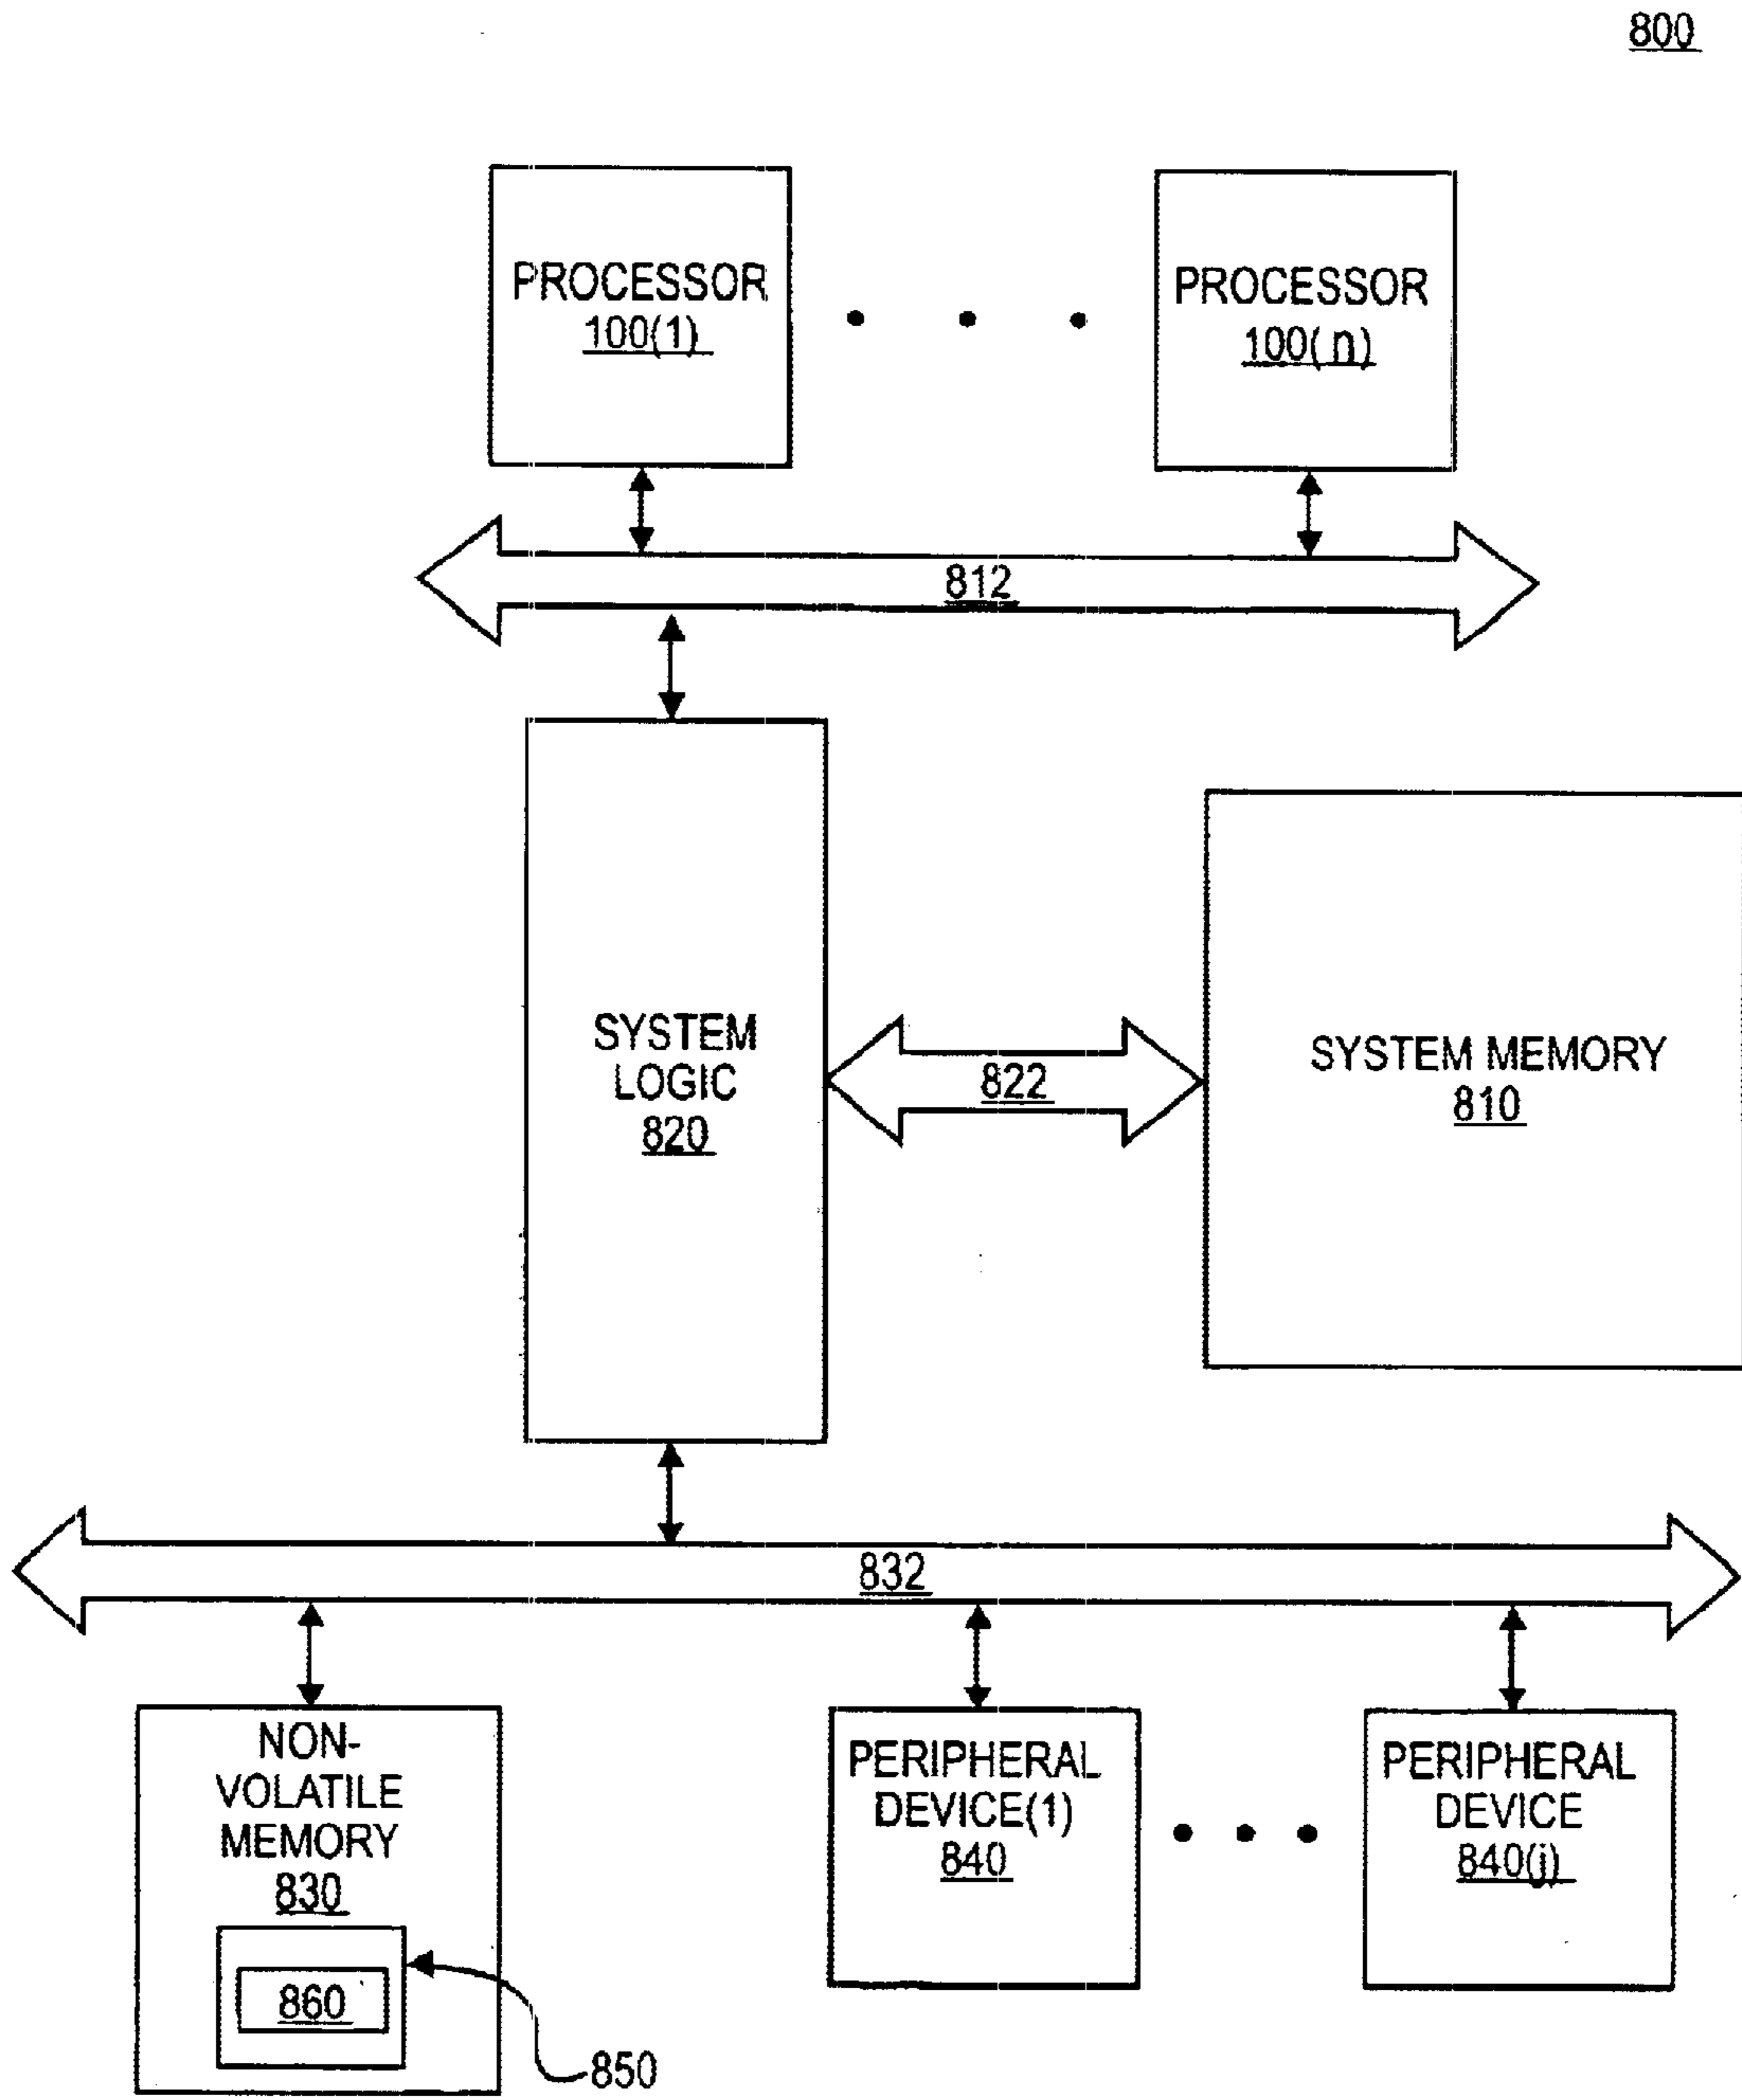 800
PROCESSOR
100(1)
PROCESSOR
100(n)
812
SYSTEM
LOGIC
820
822
SYSTEM MEMORY
810
832
NON-
VOLATILE
MEMORY
830
860
850
PERIPHERAL
DEVICE(1)
840
PERIPHERAL
DEVICE
840(j)